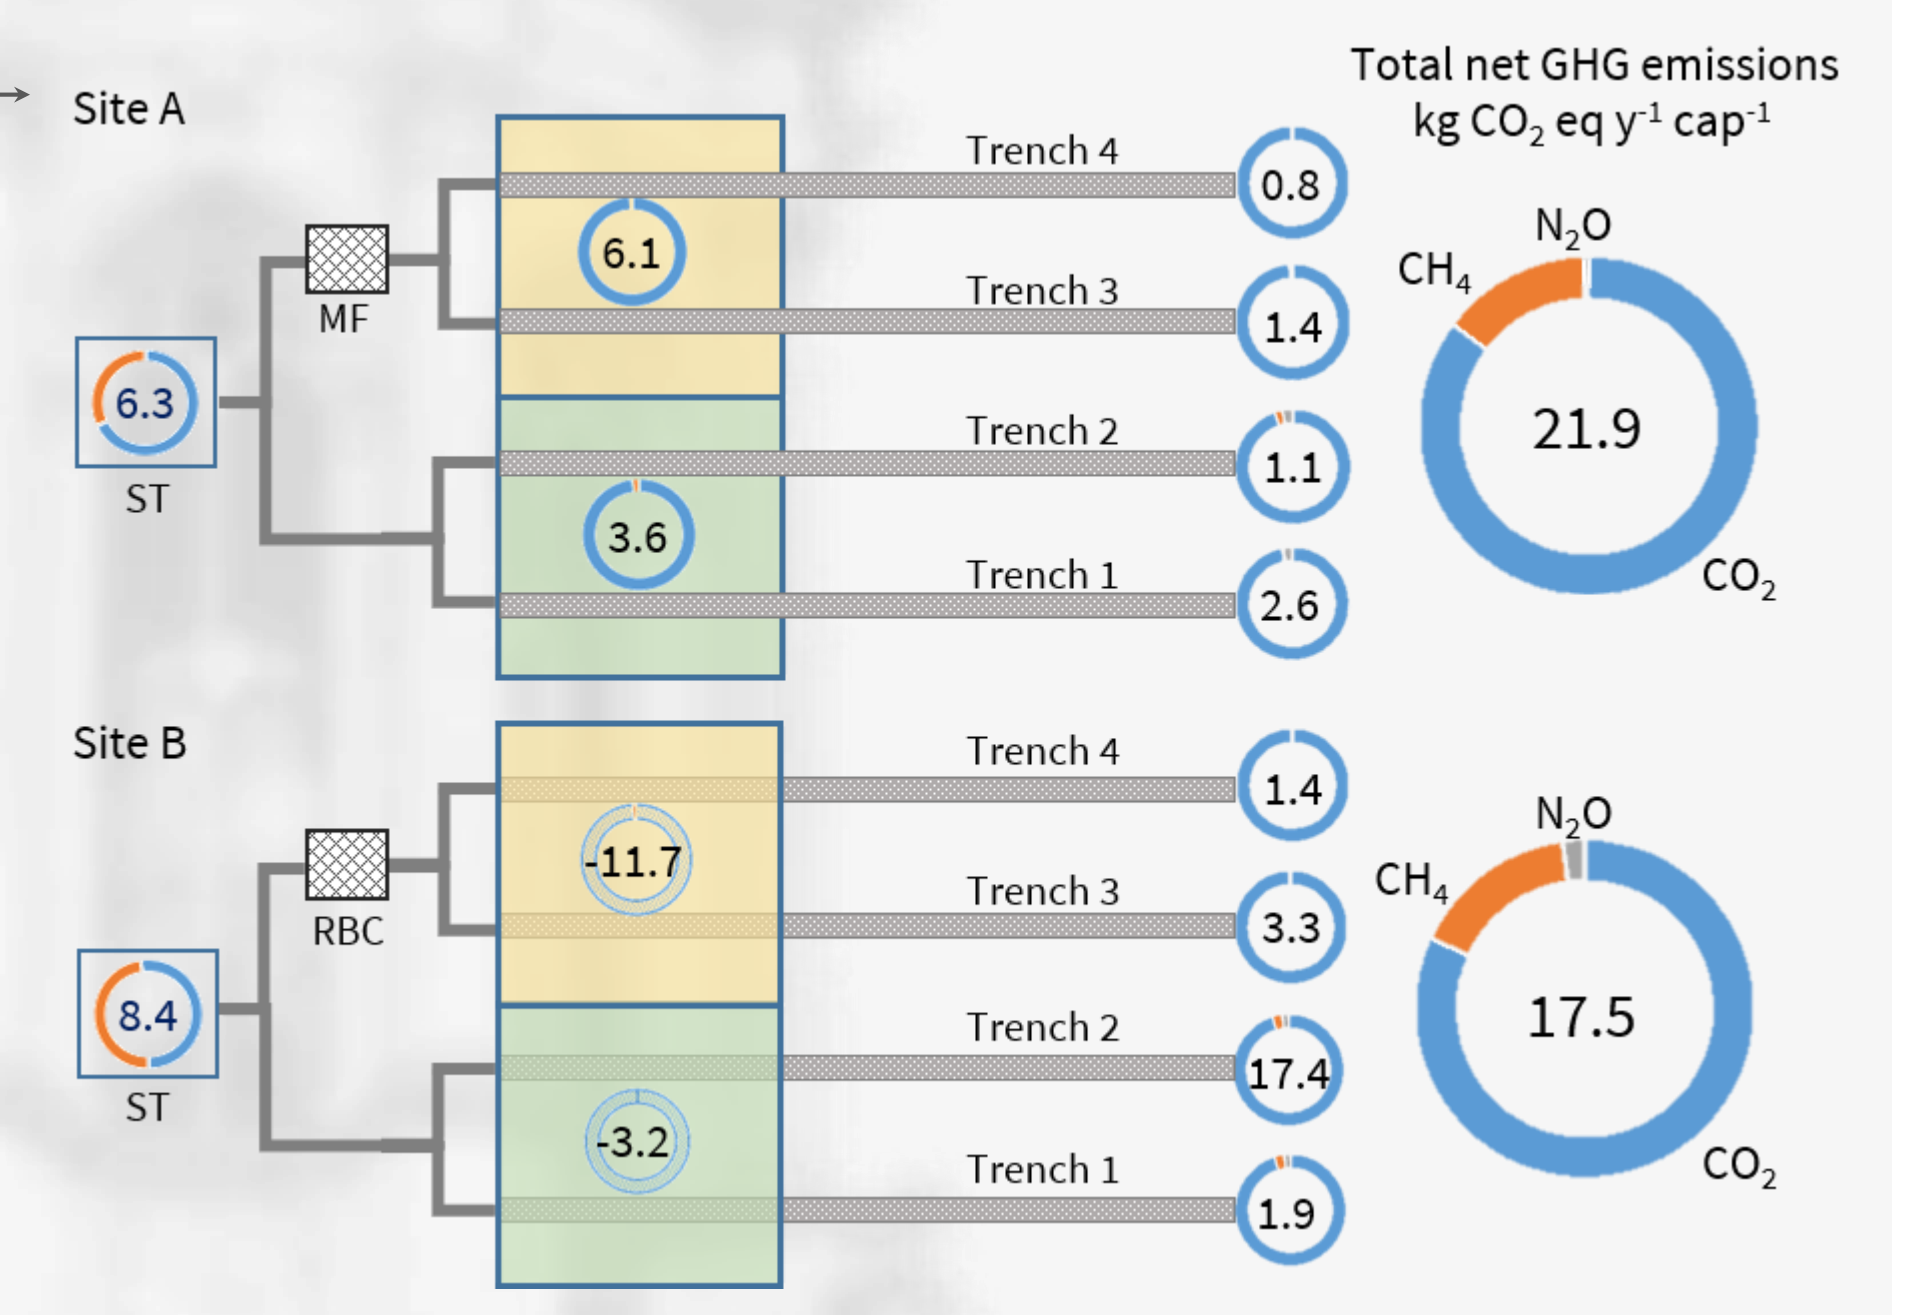 Total net GHG emissions
kg CO₂ eq y⁻¹ cap⁻¹
Site A
Trench 4
0.8
6.1
MF
Trench 3
1.4
N₂O
CH₄
6.3
ST
Trench 2
1.1
21.9
3.6
Trench 1
2.6
CO₂
Site B
Trench 4
1.4
-11.7
RBC
Trench 3
3.3
N₂O
CH₄
8.4
ST
Trench 2
17.4
17.5
-3.2
Trench 1
1.9
CO₂